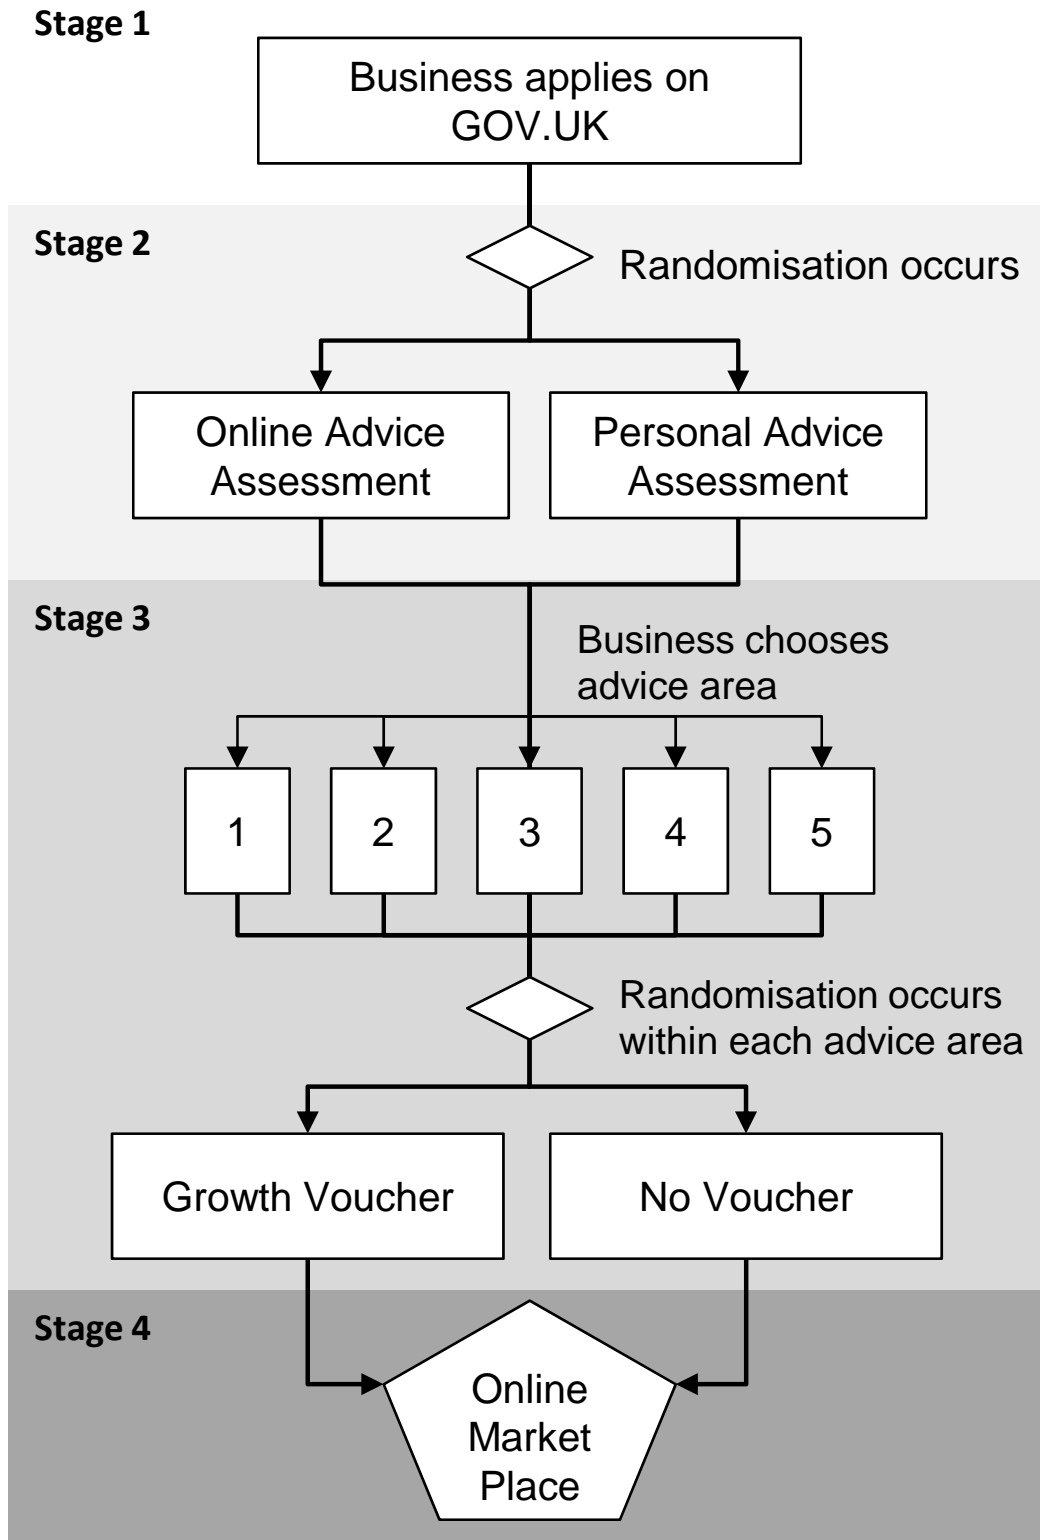 Stage 1
Business applies on
GOV.UK
Stage 2
Randomisation occurs
Online Advice
Assessment
Personal Advice
Assessment
Stage 3
Business chooses
advice area
1
2
3
4
5
Randomisation occurs
within each advice area
Growth Voucher
No Voucher
Stage 4
Online
Market
Place